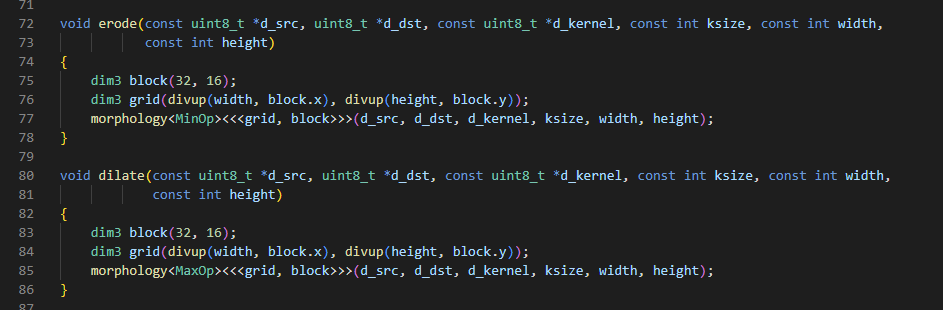 71
72 void erode(const uint8_t *d_src, uint8_t *d_dst, const uint8_t *d_kernel, const int ksize, const int width,
73 const int height)
74 {
75 dim3 block(32, 16);
76 dim3 grid(divup(width, block.x), divup(height, block.y));
77 morphology<MinOp><<<grid, block>>>(d_src, d_dst, d_kernel, ksize, width, height);
78 }
79
80 void dilate(const uint8_t *d_src, uint8_t *d_dst, const uint8_t *d_kernel, const int ksize, const int width,
81 const int height)
82 {
83 dim3 block(32, 16);
84 dim3 grid(divup(width, block.x), divup(height, block.y));
85 morphology<MaxOp><<<grid, block>>>(d_src, d_dst, d_kernel, ksize, width, height);
86 }
87